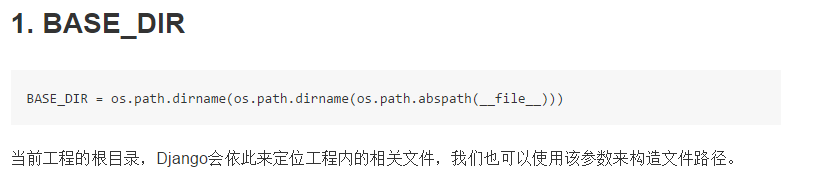 1. BASE_DIR
BASE_DIR = os.path.dirname(os.path.dirname(os.path.abspath(__file__)))
当前工程的根目录，Django会依此来定位工程内的相关文件，我们也可以使用该参数来构造文件路径。